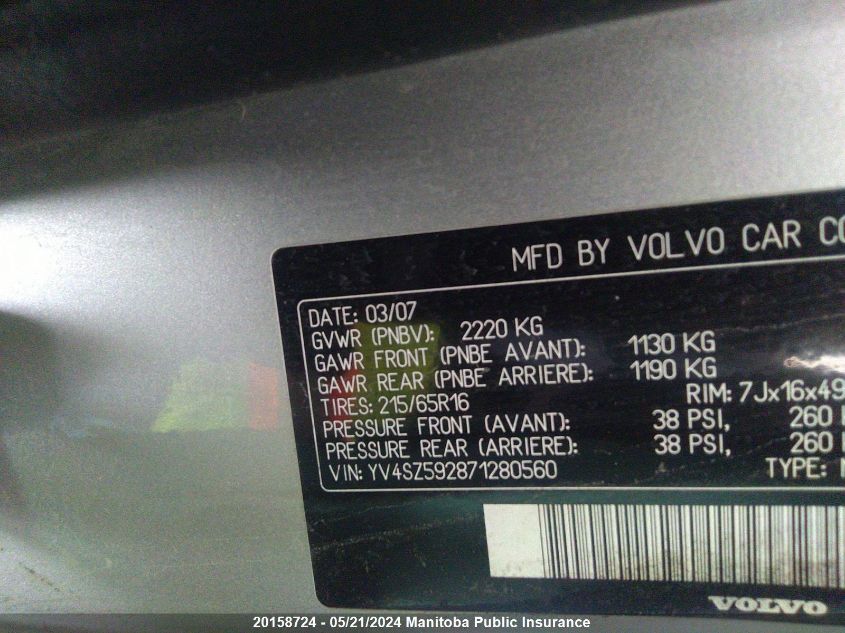 MFD BY VOLVO CAR CO
DATE: 03/07
GVWR (PNBV): 2220 KG
GAWR FRONT (PNBE AVANT): 1130 KG
GAWR REAR (PNBE ARRIERE): 1190 KG
TIRES: 215/65R16 RIM: 7Jx16x49
PRESSURE FRONT (AVANT): 38 PSI, 260
PRESSURE REAR (ARRIERE): 38 PSI, 260
VIN: YV4SZ592871280560 TYPE:
VOLVO
20158724 - 05/21/2024 Manitoba Public Insurance